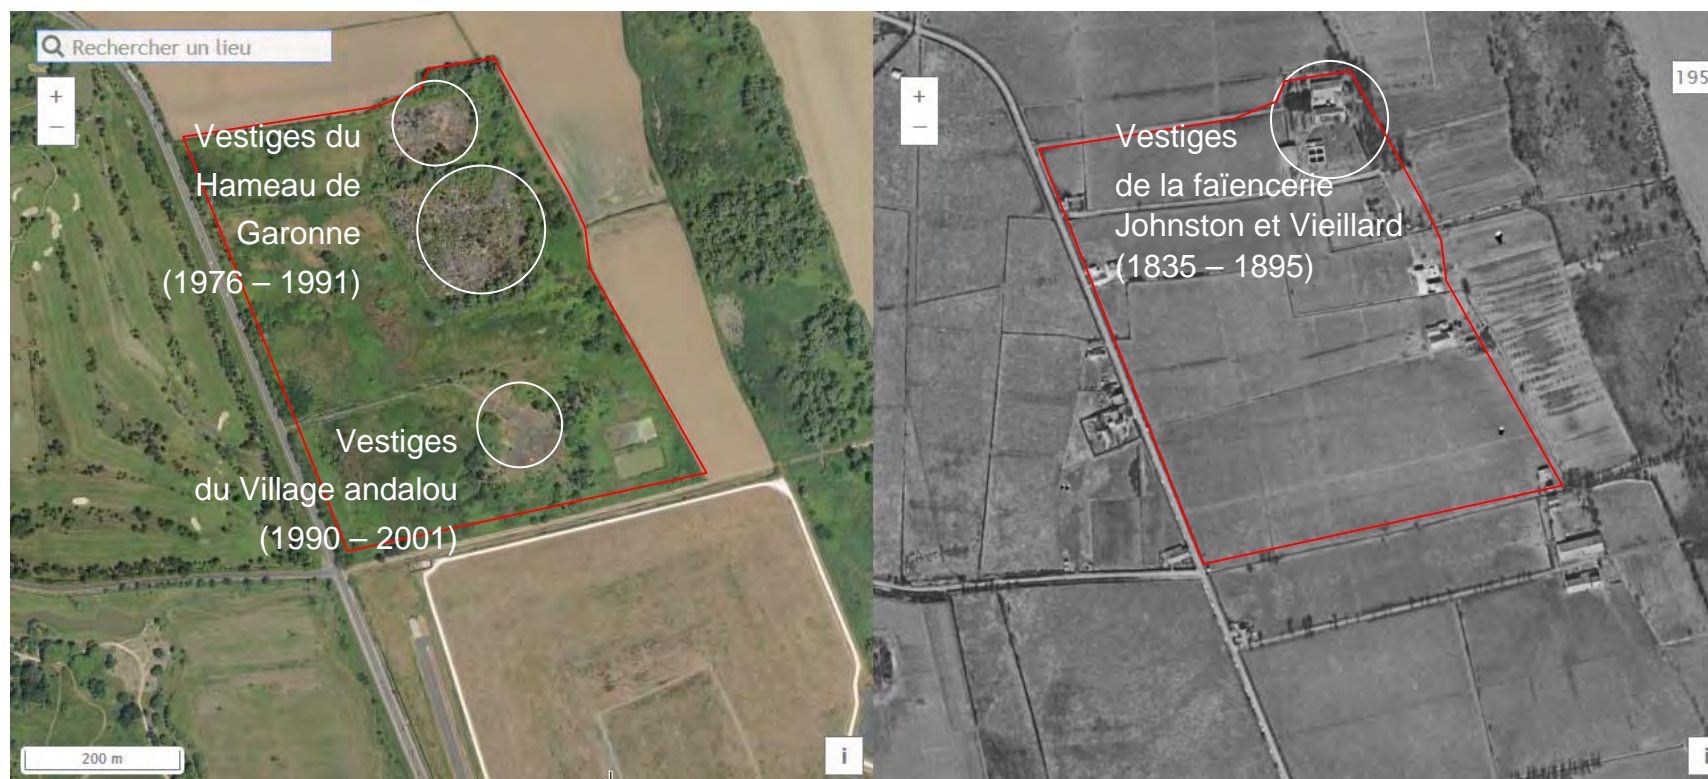 Rechercher un lieu
+
–
Vestiges du
Hameau de
Garonne
(1976 – 1991)
Vestiges
du Village andalou
(1990 – 2001)
200 m
i
+
–
195
Vestiges
de la faïencerie
Johnston et Vieillard
(1835 – 1895)
i